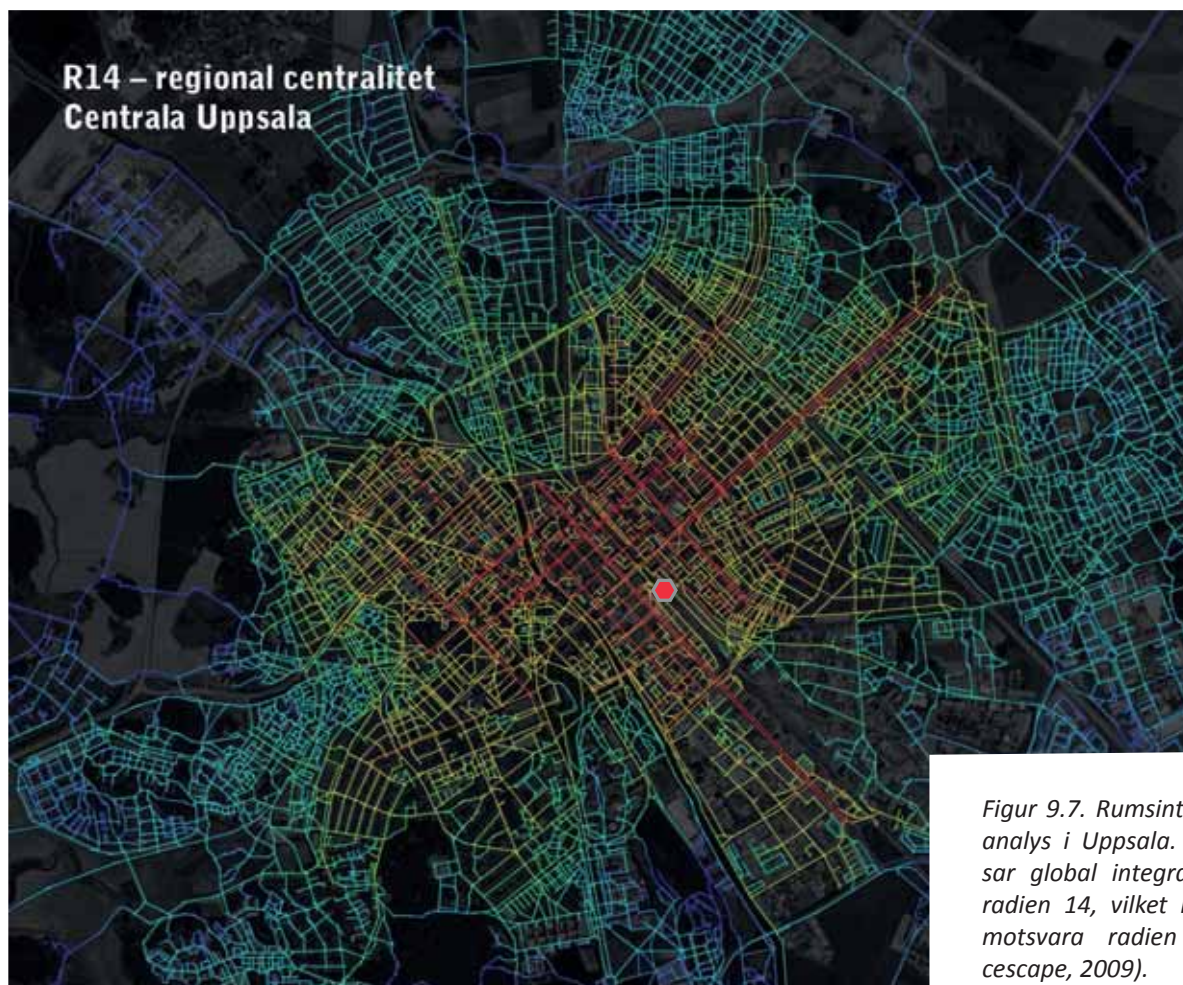 R14 – regional centralitet
Centrala Uppsala
Figur 9.7. Rumsint
analys i Uppsala.
sar global integra
radien 14, vilket
motsvara radien
cescape, 2009).